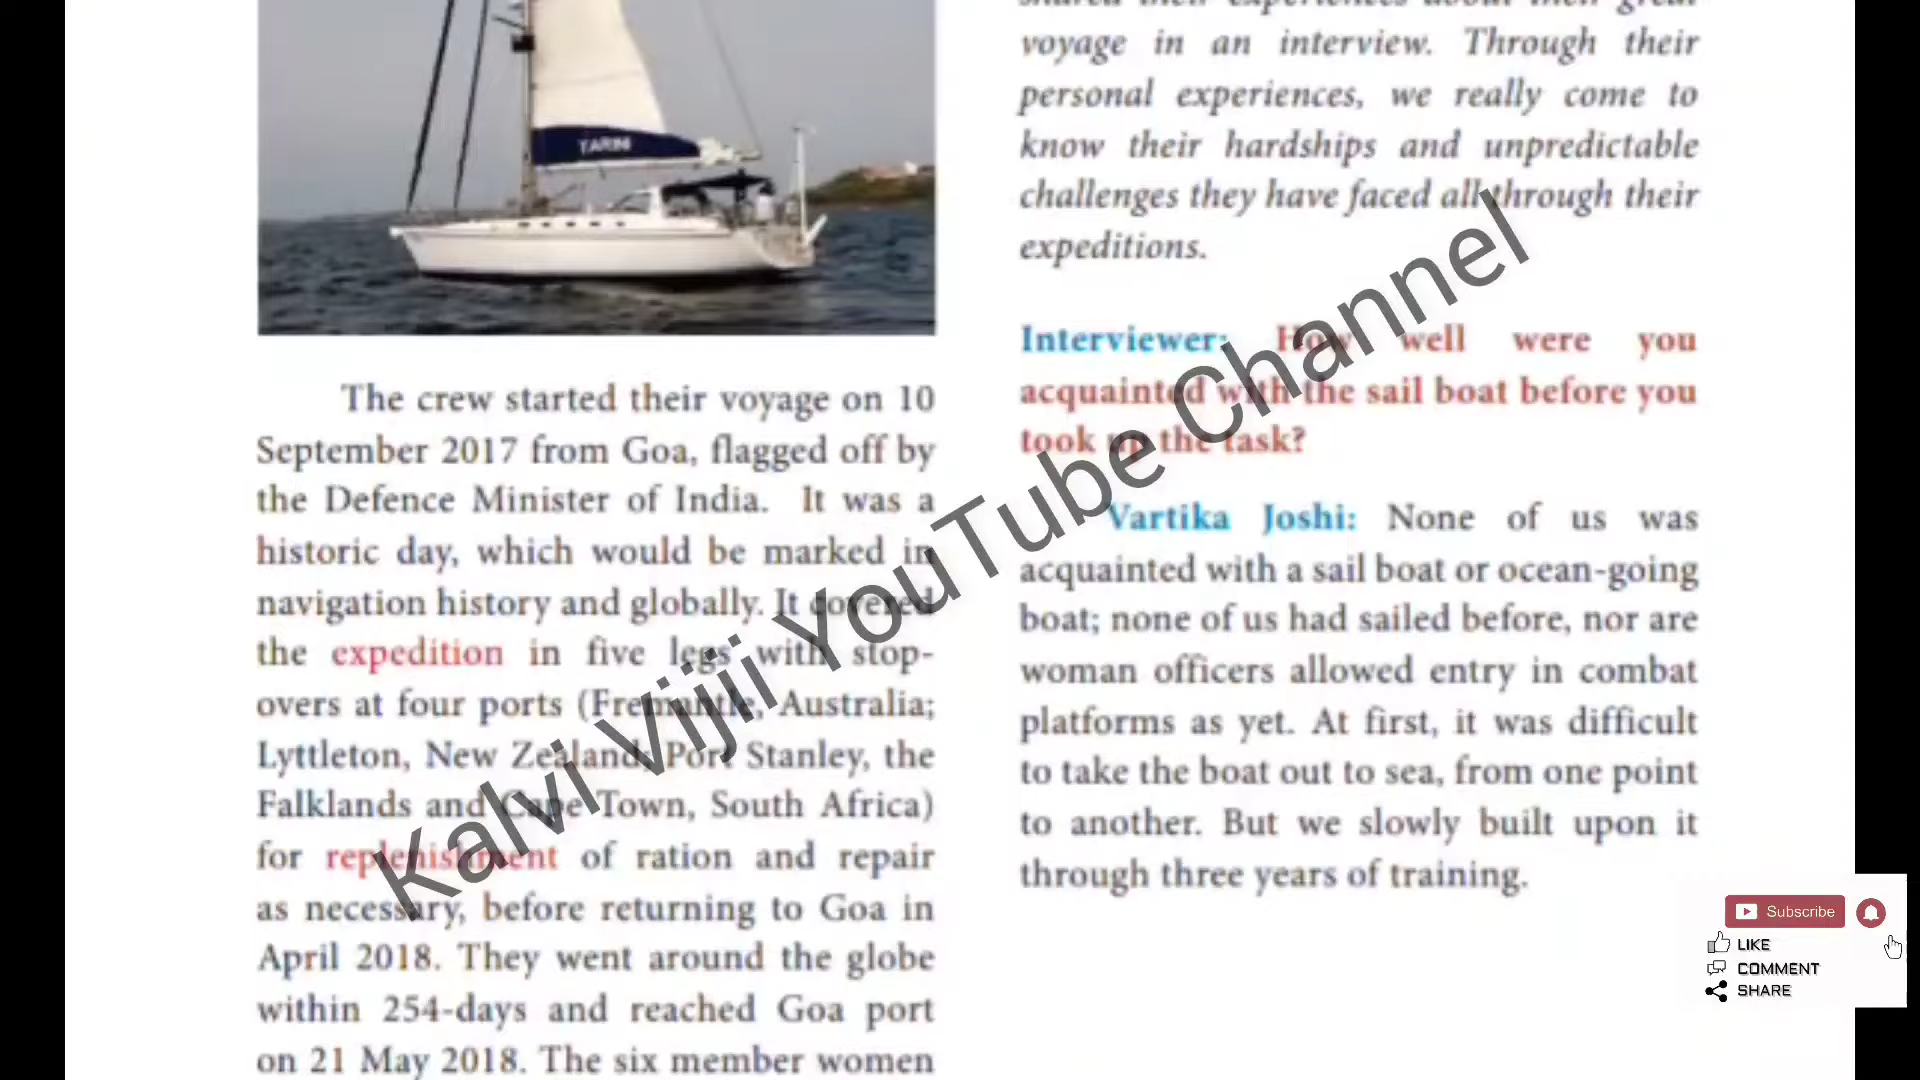 TARINI
The crew started their voyage on 10
September 2017 from Goa, flagged off by
the Defence Minister of India. It was a
historic day, which would be marked in
navigation history and globally. It covered
the expedition in five legs with stop-
overs at four ports (Fremantle, Australia;
Lyttleton, New Zealand; Port Stanley, the
Falklands and Cape Town, South Africa)
for replenishment of ration and repair
as necessary, before returning to Goa in
April 2018. They went around the globe
within 254-days and reached Goa port
on 21 May 2018. The six member women
shared their experiences about their great
voyage in an interview. Through their
personal experiences, we really come to
know their hardships and unpredictable
challenges they have faced all through their
expeditions.
Interviewer: How well were you
acquainted with the sail boat before you
took up the task?
Vartika Joshi: None of us was
acquainted with a sail boat or ocean-going
boat; none of us had sailed before, nor are
woman officers allowed entry in combat
platforms as yet. At first, it was difficult
to take the boat out to sea, from one point
to another. But we slowly built upon it
through three years of training.
Kalvi Vijji YouTube Channel
Subscribe
LIKE
COMMENT
SHARE